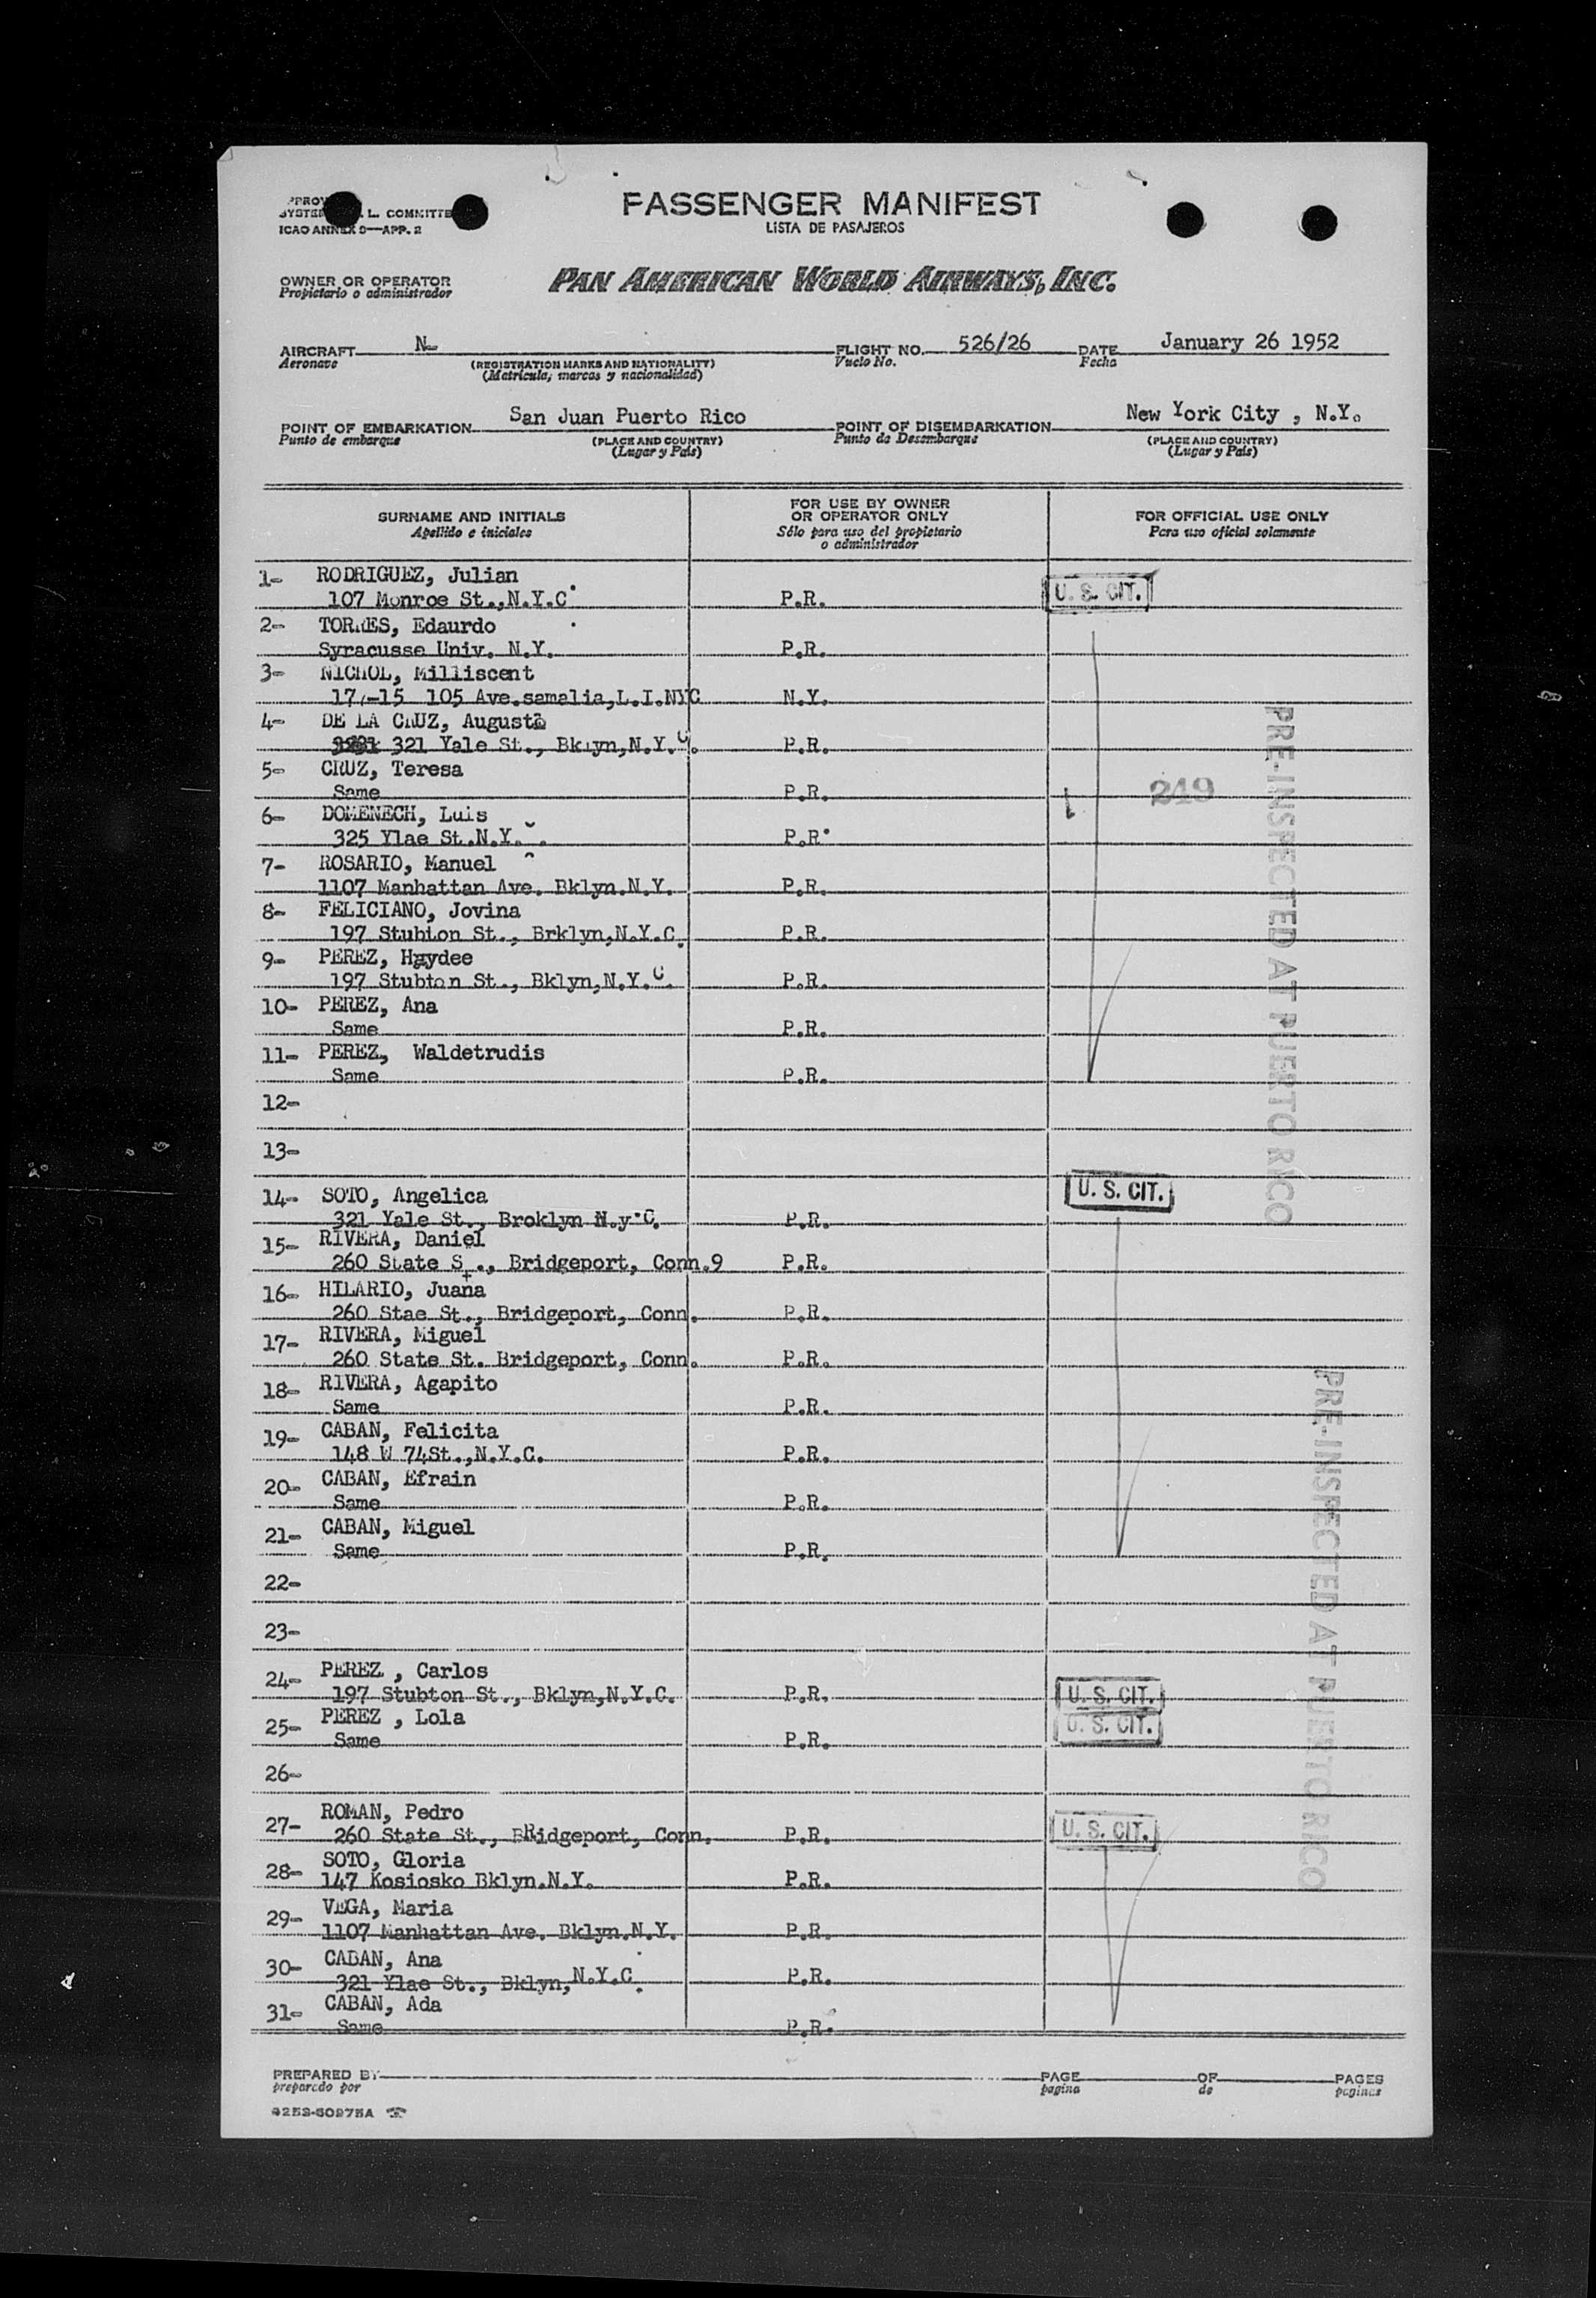 L. COMMITTE
ICAO ANNEX 9—APP. 2
PASSENGER MANIFEST
LISTA DE PASAJEROS
OWNER OR OPERATOR
Propietario o administrador
PAN AMERICAN WORLD AIRWAYS, INC.
AIRCRAFT N- FLIGHT NO. 526/26 DATE January 26 1952
Aeronave (REGISTRATION MARKS AND NATIONALITY) Vuelo No. Fecha
(Matrícula, marcas y nacionalidad)
POINT OF EMBARKATION San Juan Puerto Rico POINT OF DISEMBARKATION New York City , N.Y.
Punto de embarque (PLACE AND COUNTRY) Punto de Desembarque (PLACE AND COUNTRY)
(Lugar y País) (Lugar y País)
SURNAME AND INITIALS FOR USE BY OWNER OR OPERATOR ONLY FOR OFFICIAL USE ONLY
Apellido e iniciales Sólo para uso del propietario o administrador Para uso oficial solamente
1- RODRIGUEZ, Julian
107 Monroe St.,N.Y.C. P.R. U. S. CIT.
2- TORRES, Edaurdo
Syracusse Univ. N.Y. P.R.
3- NICHOL, Milliscent
105 Ave.samalia,L.I.NYC N.Y.
4- DE LA CRUZ, Augusta
321 Yale St., Bklyn,N.Y.C. P.R.
5- CRUZ, Teresa
Same P.R. 249
6- DOMENECH, Luis
325 Ylae St.N.Y. P.R.
7- ROSARIO, Manuel
1107 Manhattan Ave. Bklyn.N.Y. P.R.
8- FELICIANO, Jovina
197 Stubton St., Brklyn,N.Y.C. P.R.
9- PEREZ, Haydee
197 Stubton St., Bklyn,N.Y.C. P.R.
10- PEREZ, Ana
Same P.R.
11- PEREZ, Waldetrudis
Same P.R.
PRE-INSPECTED AT PUERTO RICO
12-
13-
14- SOTO, Angelica U. S. CIT.
321 Yale St., Broklyn N.y.C. P.R.
15- RIVERA, Daniel
260 State St., Bridgeport, Conn.9 P.R.
16- HILARIO, Juana
260 Stae St., Bridgeport, Conn. P.R.
17- RIVERA, Miguel
260 State St. Bridgeport, Conn. P.R.
18- RIVERA, Agapito
Same P.R.
19- CABAN, Felicita
148 W 74St.,N.Y.C. P.R.
20- CABAN, Efrain
Same P.R.
21- CABAN, Miguel
Same P.R.
22-
23-
24- PEREZ , Carlos
197 Stubton St., Bklyn,N.Y.C. P.R. U. S. CIT.
25- PEREZ , Lola U. S. CIT.
Same P.R.
PRE-INSPECTED AT PUERTO RICO
26-
27- ROMAN, Pedro
260 State St., BRidgeport, Conn. P.R. U. S. CIT.
28- SOTO, Gloria
147 Kosiosko Bklyn.N.Y. P.R.
29- VEGA, Maria
1107 Manhattan Ave. Bklyn.N.Y. P.R.
30- CABAN, Ana
321 Ylae St., Bklyn,N.Y.C. P.R.
31- CABAN, Ada
Same P.R.
PREPARED BY PAGE OF PAGES
preparado por pagina de paginas